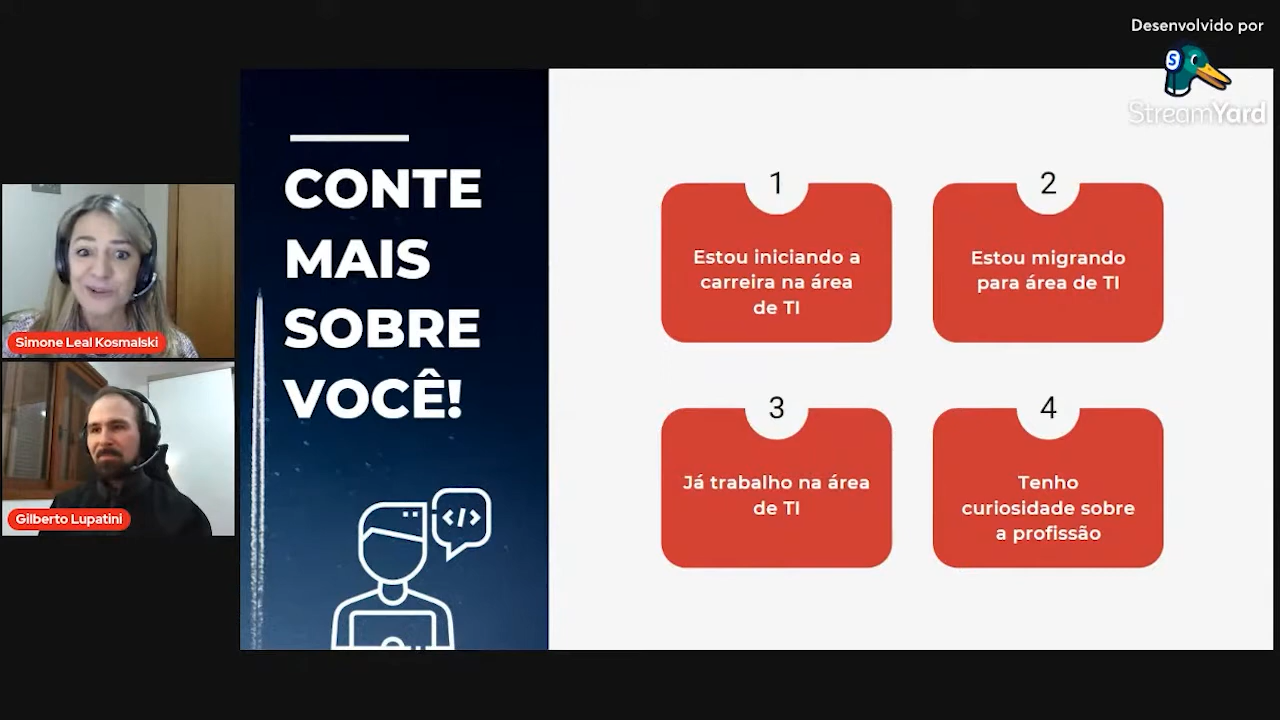 Desenvolvido por
StreamYard
CONTE
MAIS
SOBRE
VOCÊ!
</>
1
Estou iniciando a
carreira na área
de TI
2
Estou migrando
para área de TI
3
Já trabalho na área
de TI
4
Tenho
curiosidade sobre
a profissão
Simone Leal Kosmalski
Gilberto Lupatini